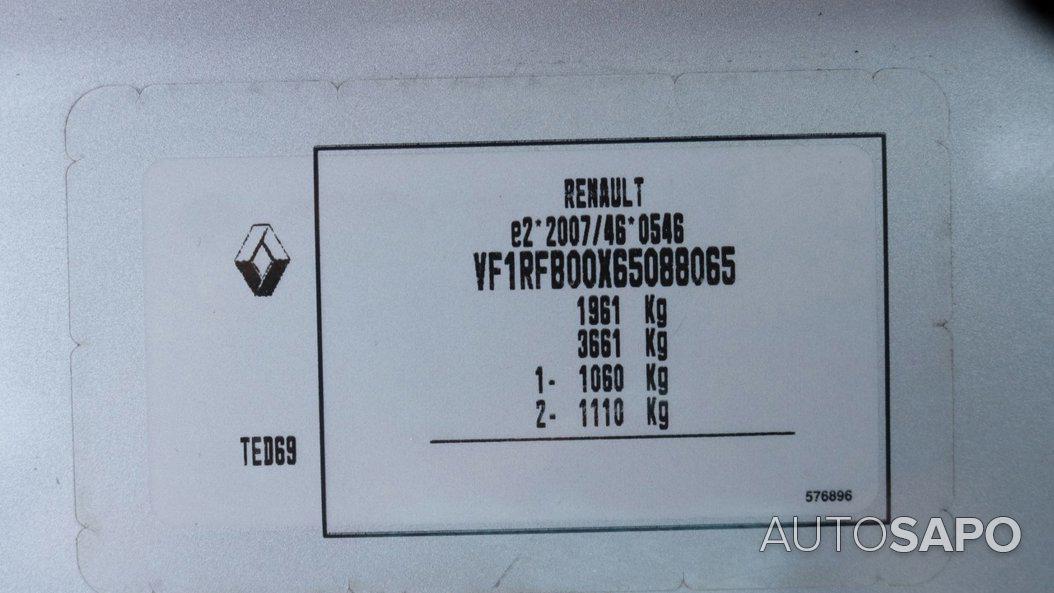 RENAULT
e2*2007/46*0546
VF1RFB00X65088065
1961 Kg
3661 Kg
1- 1060 Kg
2- 1110 Kg
TED69
576896
AUTOSAPO